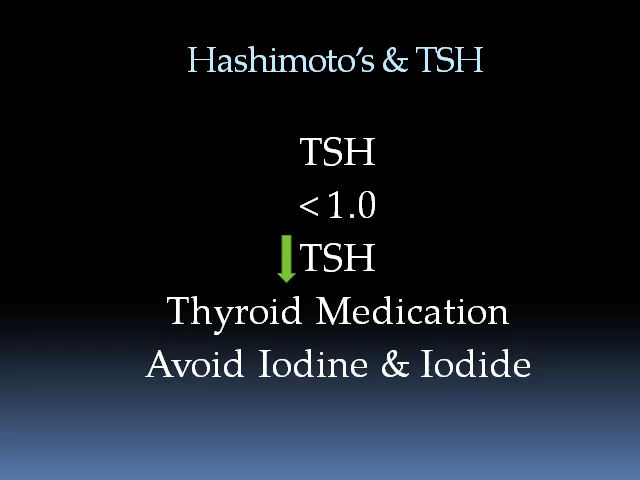 Hashimoto's & TSH
TSH
< 1.0
TSH
Thyroid Medication
Avoid Iodine & Iodide